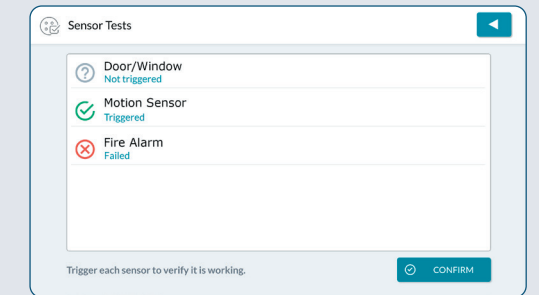 Sensor Tests
Door/Window
Not triggered
Motion Sensor
Triggered
Fire Alarm
Failed
Trigger each sensor to verify it is working.
CONFIRM